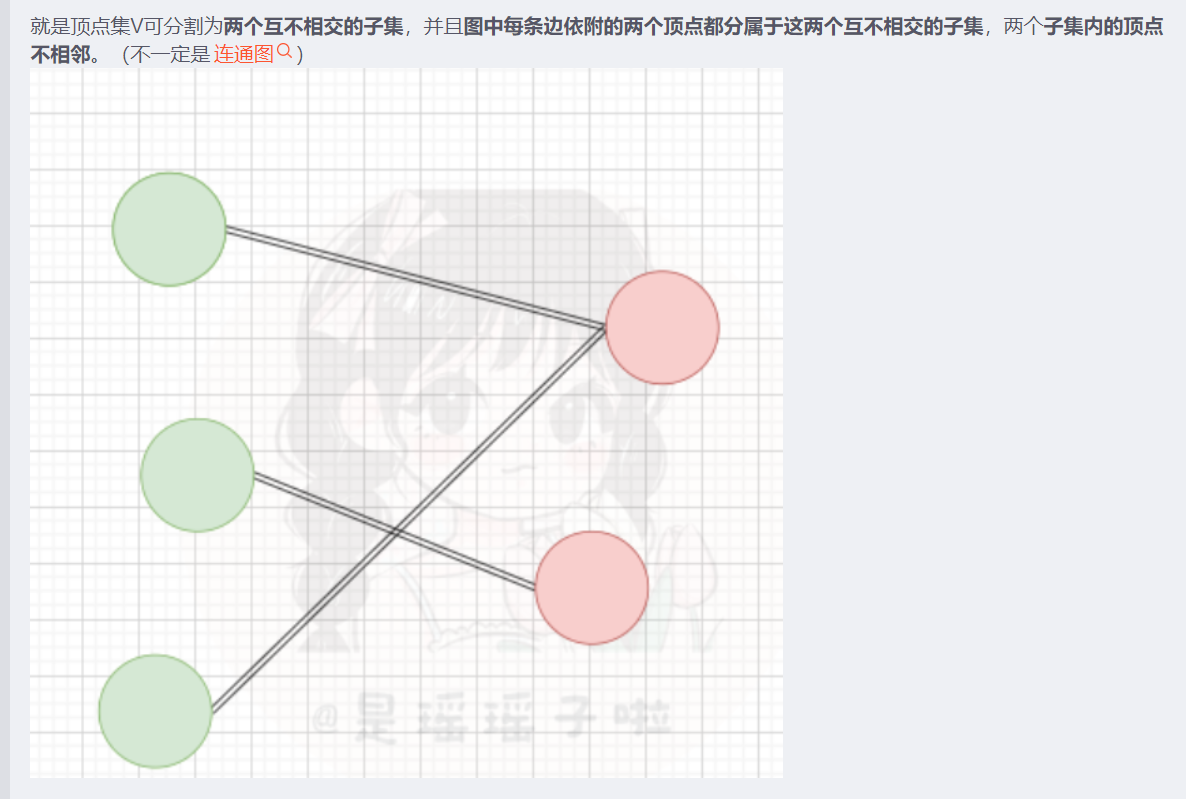 就是顶点集V可分割为两个互不相交的子集，并且图中每条边依附的两个顶点都分属于这两个互不相交的子集，两个子集内的顶点
不相邻。（不一定是 连通图）
@是瑶瑶子啦